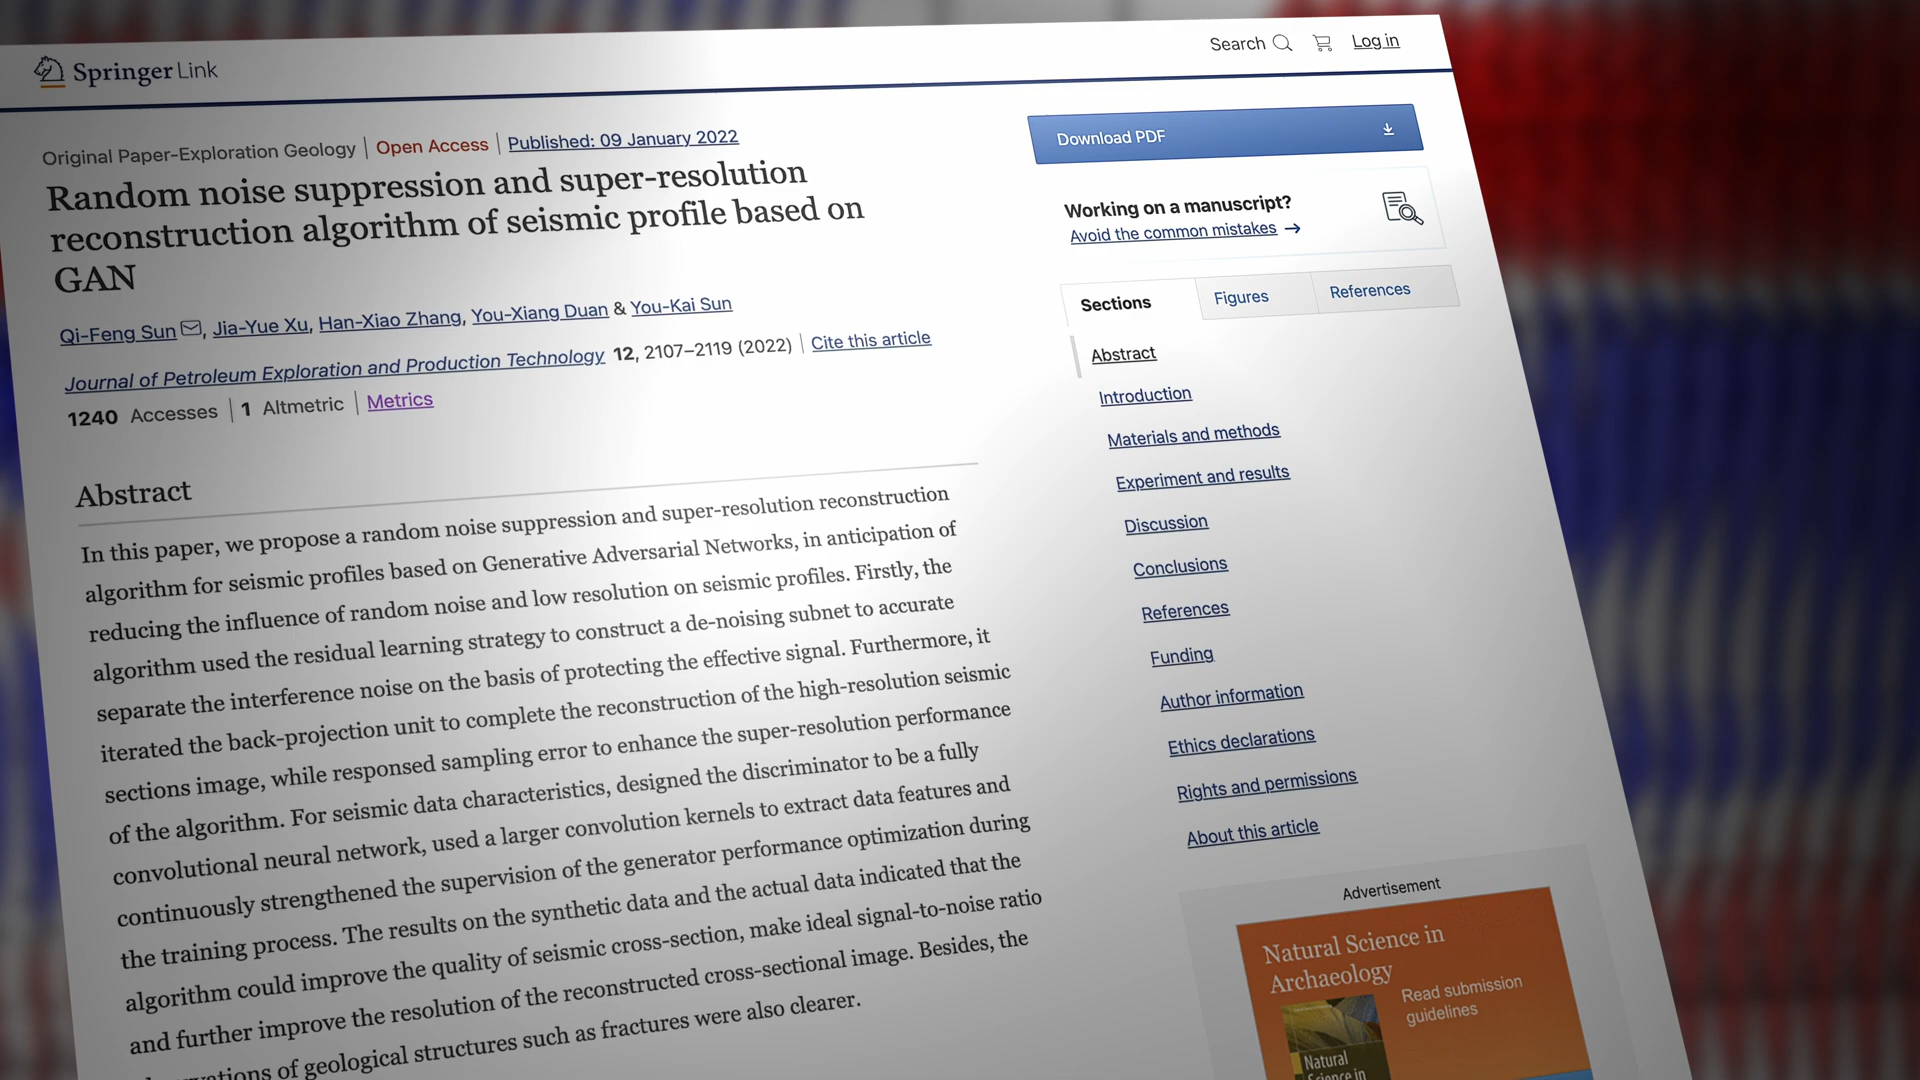 Springer Link
Search
Log in
Original Paper-Exploration Geology | Open Access | Published: 09 January 2022
Random noise suppression and super-resolution
reconstruction algorithm of seismic profile based on
GAN
Qi-Feng Sun, Jia-Yue Xu, Han-Xiao Zhang, You-Xiang Duan & You-Kai Sun
Journal of Petroleum Exploration and Production Technology 12, 2107–2119 (2022) | Cite this article
1240 Accesses | 1 Altmetric | Metrics
Abstract
In this paper, we propose a random noise suppression and super-resolution reconstruction
algorithm for seismic profiles based on Generative Adversarial Networks, in anticipation of
reducing the influence of random noise and low resolution on seismic profiles. Firstly, the
algorithm used the residual learning strategy to construct a de-noising subnet to accurate
separate the interference noise on the basis of protecting the effective signal. Furthermore, it
iterated the back-projection unit to complete the reconstruction of the high-resolution seismic
sections image, while responsed sampling error to enhance the super-resolution performance
of the algorithm. For seismic data characteristics, designed the discriminator to be a fully
convolutional neural network, used a larger convolution kernels to extract data features and
continuously strengthened the supervision of the generator performance optimization during
the training process. The results on the synthetic data and the actual data indicated that the
algorithm could improve the quality of seismic cross-section, make ideal signal-to-noise ratio
and further improve the resolution of the reconstructed cross-sectional image. Besides, the
of geological structures such as fractures were also clearer.
Download PDF
Working on a manuscript?
Avoid the common mistakes →
Sections
Figures
References
Abstract
Introduction
Materials and methods
Experiment and results
Discussion
Conclusions
References
Funding
Author information
Ethics declarations
Rights and permissions
About this article
Advertisement
Natural Science in
Archaeology
Read submission
guidelines
Natural
Science in